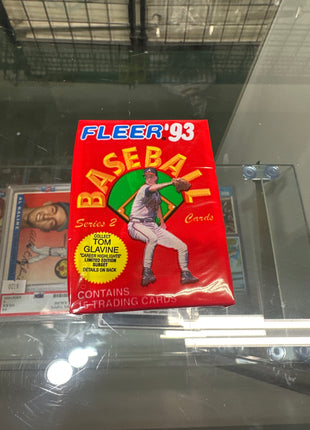 FLEER '93
BASEBALL
Series 2
Cards
COLLECT
TOM
GLAVINE
"CAREER HIGHLIGHTS"
LIMITED EDITION
SUBSET
DETAILS ON BACK
CONTAINS
15 TRADING CARDS